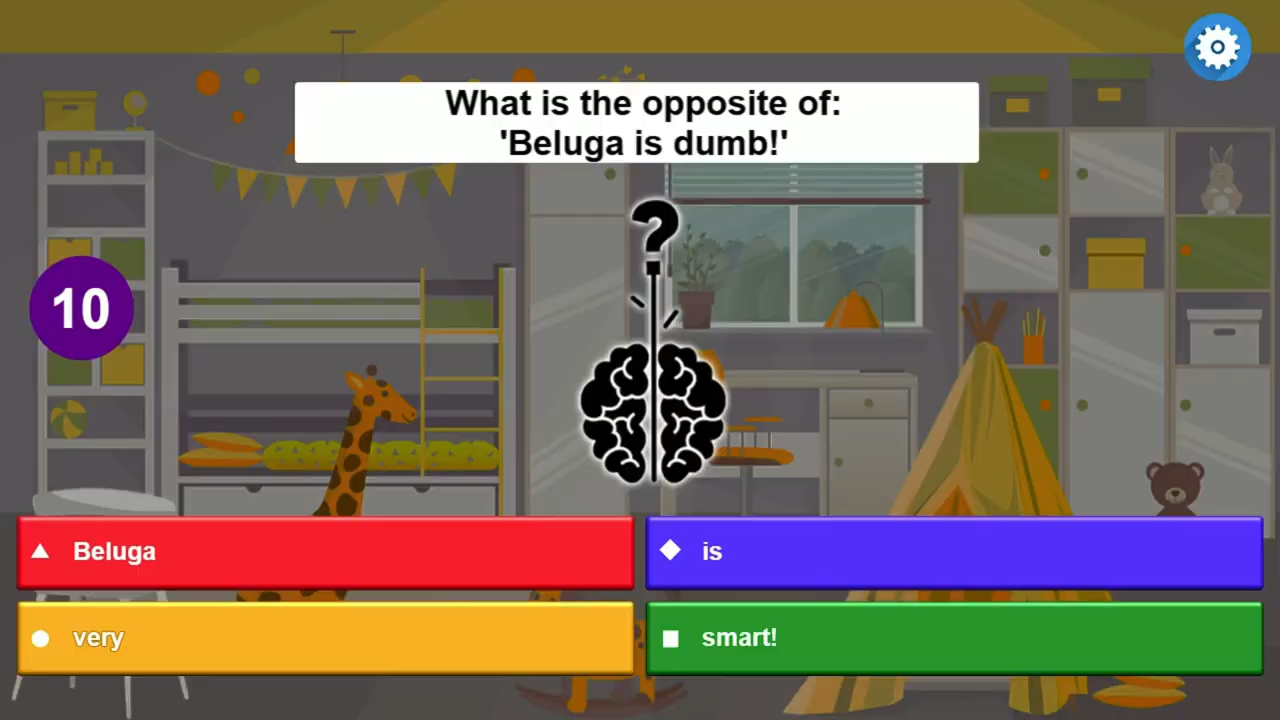 What is the opposite of:
'Beluga is dumb!'
?
10
Beluga
is
very
smart!